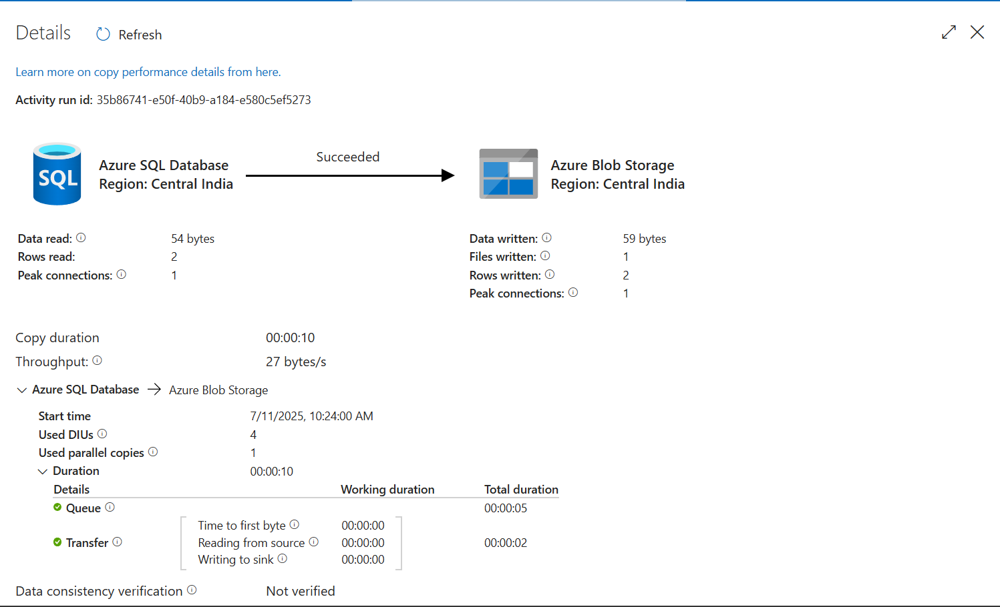 Details Refresh
Learn more on copy performance details from here.
Activity run id: 35b86741-e50f-40b9-a184-e580c5ef5273
Succeeded
SQL
Azure SQL Database
Region: Central India
Azure Blob Storage
Region: Central India
Data read: 54 bytes
Rows read: 2
Peak connections: 1
Data written: 59 bytes
Files written: 1
Rows written: 2
Peak connections: 1
Copy duration 00:00:10
Throughput: 27 bytes/s
Azure SQL Database → Azure Blob Storage
Start time 7/11/2025, 10:24:00 AM
Used DIUs 4
Used parallel copies 1
Duration 00:00:10
Details Working duration Total duration
Queue 00:00:05
Time to first byte 00:00:00
Transfer Reading from source 00:00:00 00:00:02
Writing to sink 00:00:00
Data consistency verification Not verified